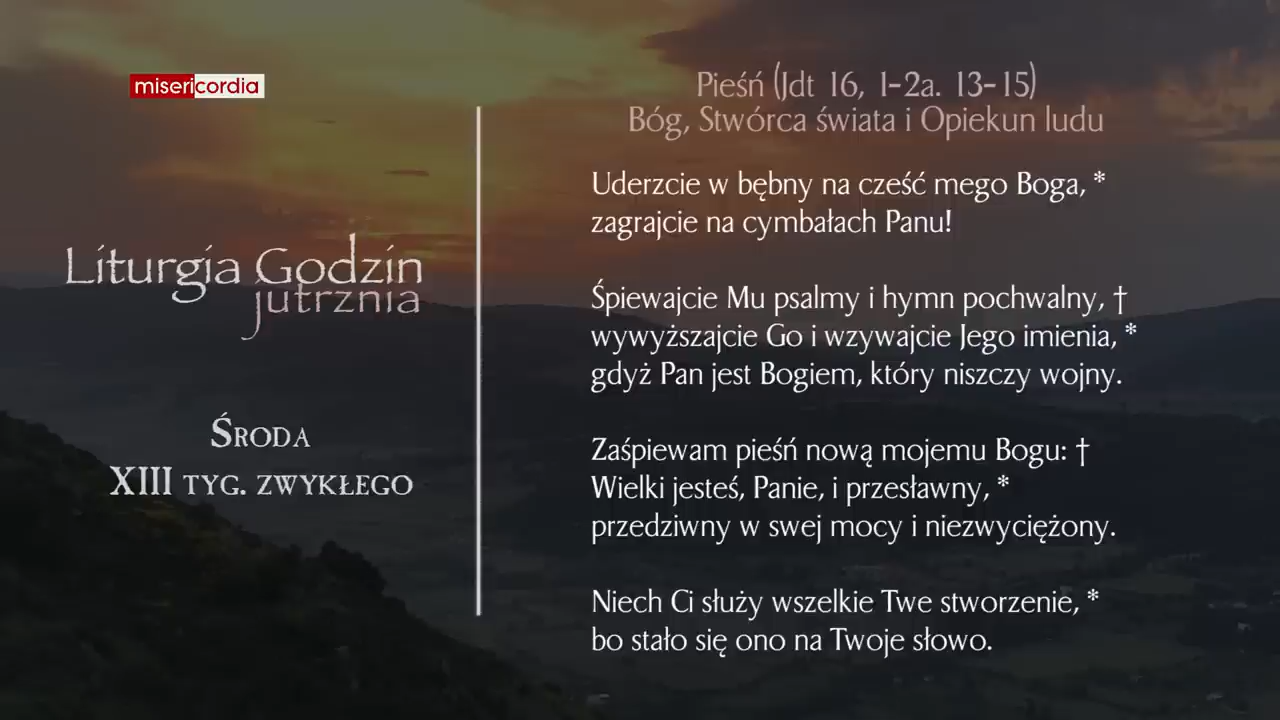 misericordia
Liturgia Godzin
jutrznia
Środa
XIII tyg. zwykłego
Pieśń (Jdt 16, 1-2a. 13-15)
Bóg, Stwórca świata i Opiekun ludu
Uderzcie w bębny na cześć mego Boga, *
zagrajcie na cymbałach Panu!
Śpiewajcie Mu psalmy i hymn pochwalny, †
wywyższajcie Go i wzywajcie Jego imienia, *
gdyż Pan jest Bogiem, który niszczy wojny.
Zaśpiewam pieśń nową mojemu Bogu: †
Wielki jesteś, Panie, i przesławny, *
przedziwny w swej mocy i niezwyciężony.
Niech Ci służy wszelkie Twe stworzenie, *
bo stało się ono na Twoje słowo.